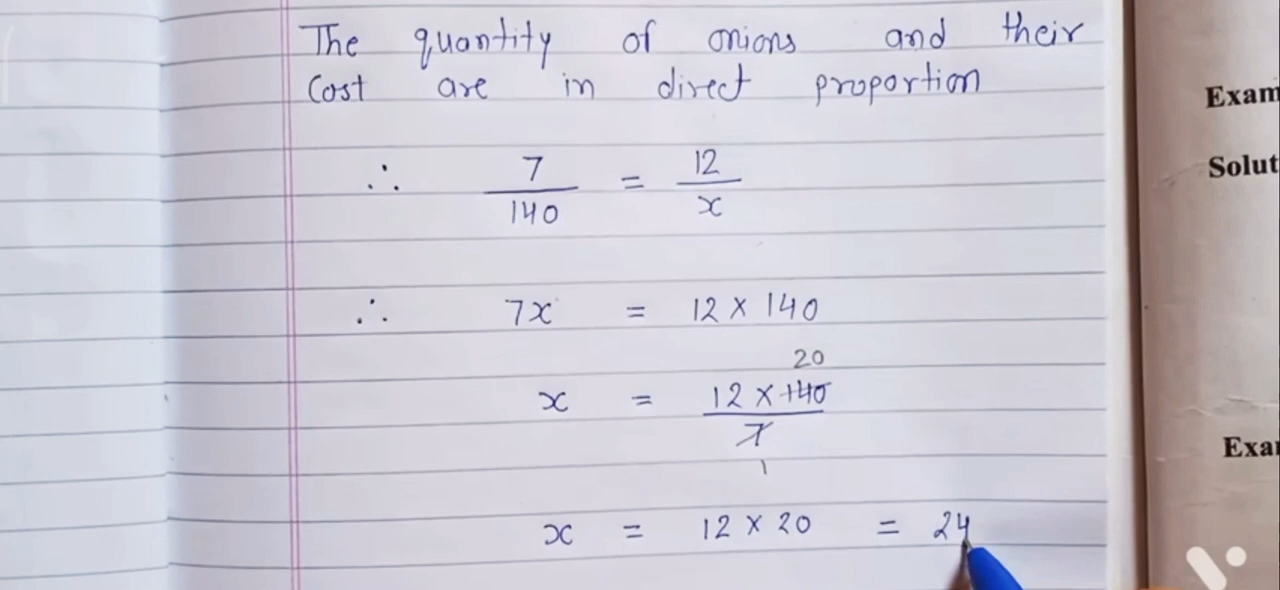 The quantity of onions and their
cost are in direct proportion
∴ 7/140 = 12/x
∴ 7x = 12 × 140
20
x = 12 × 140/7
1
x = 12 × 20 = 24
Exam
Solut
Exa